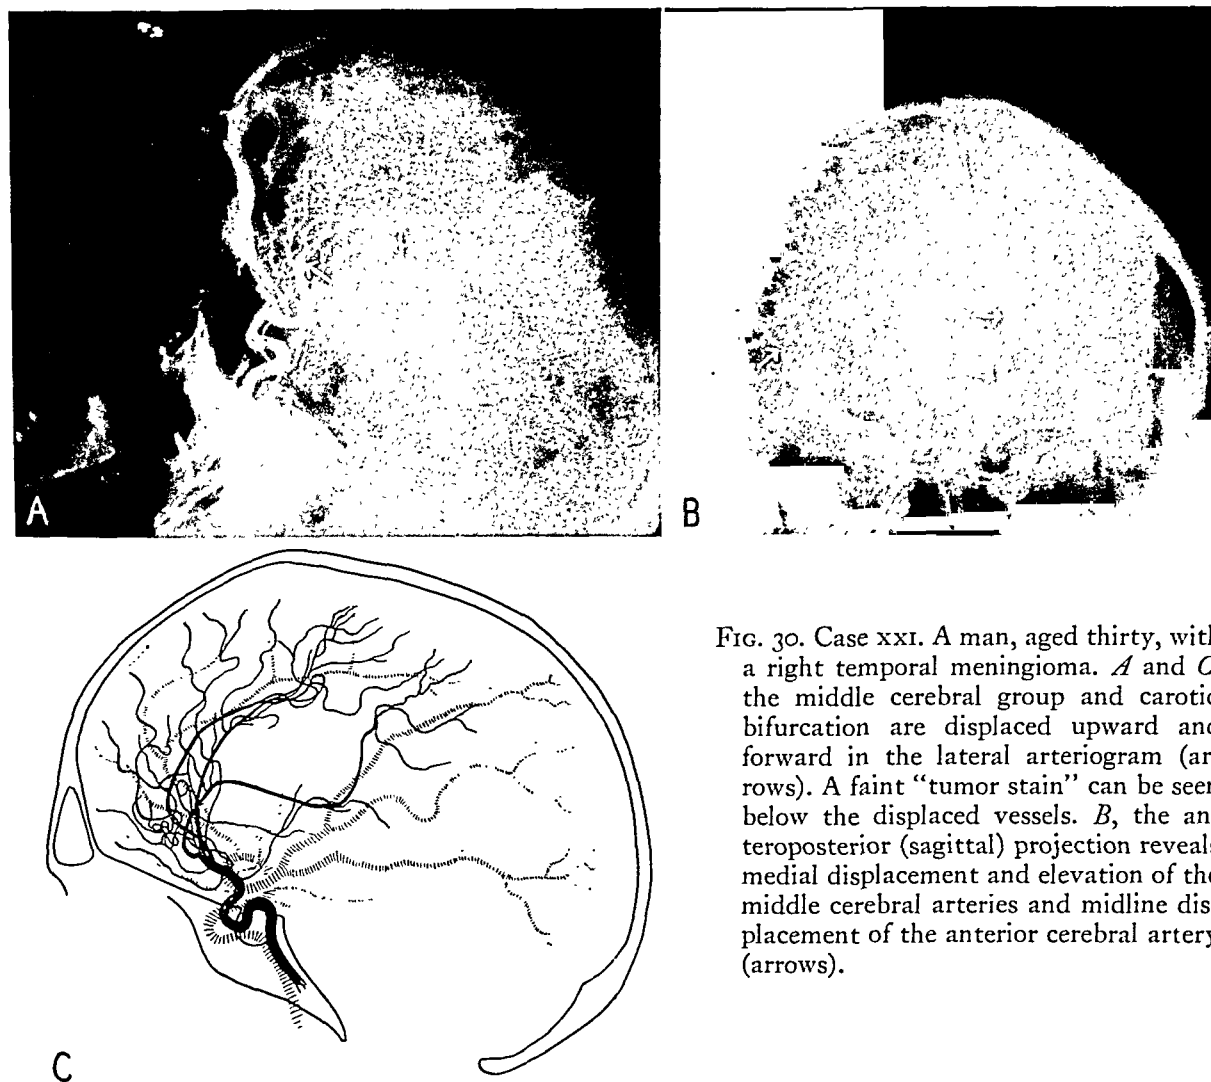 A
B
C
FIG. 30. Case XXI. A man, aged thirty, with
a right temporal meningioma. A and C
the middle cerebral group and carotid
bifurcation are displaced upward and
forward in the lateral arteriogram (ar
rows). A faint "tumor stain" can be seen
below the displaced vessels. B, the an
teroposterior (sagittal) projection reveals
medial displacement and elevation of the
middle cerebral arteries and midline dis
placement of the anterior cerebral artery
(arrows).